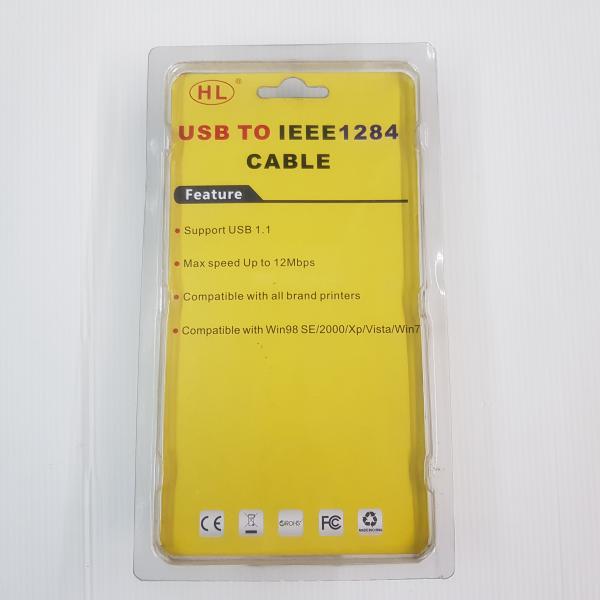 HL ®
USB TO IEEE1284
CABLE
Feature
Support USB 1.1
Max speed Up to 12Mbps
Compatible with all brand printers
Compatible with Win98 SE/2000/Xp/Vista/Win7
CE
ROHS
FC